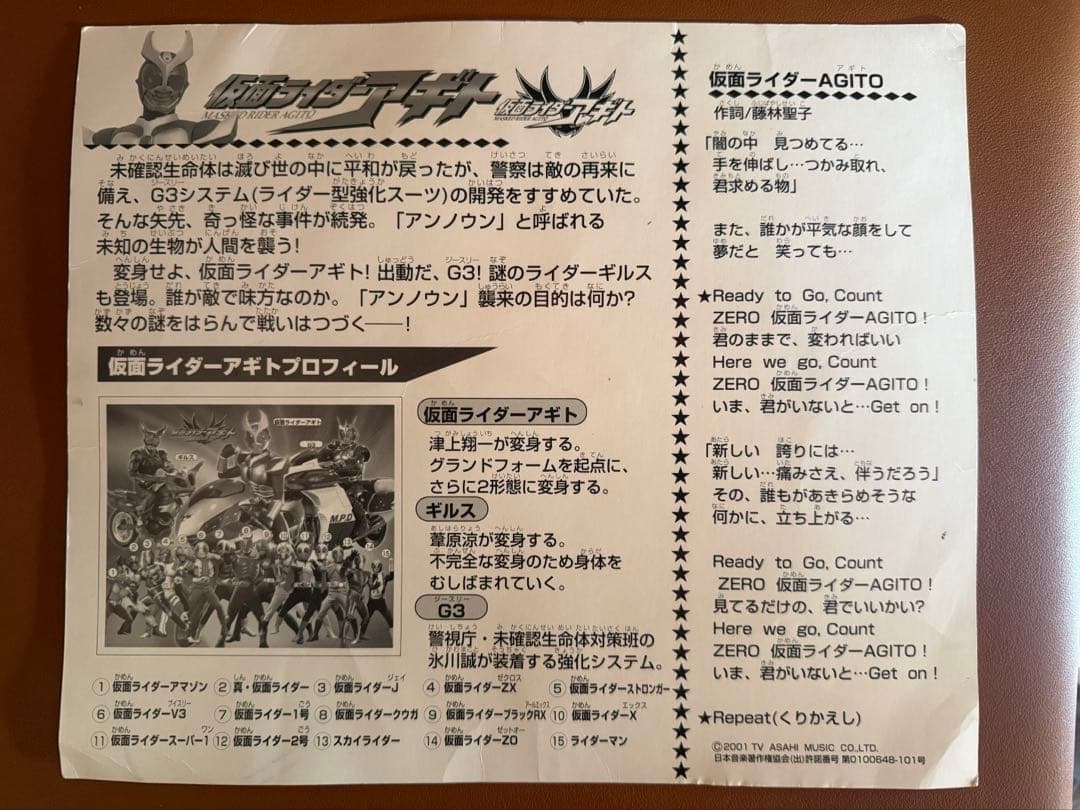 仮面ライダーアギト
MASKED RIDER AGITO
仮面ライダーアギト
MASKED RIDER AGITO
未確認生命体は滅び世の中に平和が戻ったが、警察は敵の再来に
備え、G3システム(ライダー型強化スーツ)の開発をすすめていた。
そんな矢先、奇っ怪な事件が続発。「アンノウン」と呼ばれる
未知の生物が人間を襲う!
変身せよ、仮面ライダーアギト!出動だ、G3!謎のライダーギルス
も登場。誰が敵で味方なのか。「アンノウン」襲来の目的は何か?
数々の謎をはらんで戦いはつづく——!
仮面ライダーアギトプロフィール
仮面ライダーアギト
ギルス
G3
M.P.D
仮面ライダーアギト
津上翔一が変身する。
グランドフォームを起点に、
さらに2形態に変身する。
ギルス
葦原涼が変身する。
不完全な変身のため身体を
むしばまれていく。
G3
警視庁・未確認生命体対策班の
氷川誠が装着する強化システム。
①仮面ライダーアマゾン ②真・仮面ライダー ③仮面ライダーJ ④仮面ライダーZX ⑤仮面ライダーストロンガー
⑥仮面ライダーV3 ⑦仮面ライダー1号 ⑧仮面ライダークウガ ⑨仮面ライダーブラックRX ⑩仮面ライダーX
⑪仮面ライダースーパー1 ⑫仮面ライダー2号 ⑬スカイライダー ⑭仮面ライダーZO ⑮ライダーマン
仮面ライダーAGITO
作詞/藤林聖子
「闇の中 見つめてる…
手を伸ばし…つかみ取れ、
君求める物」
また、誰かが平気な顔をして
夢だと 笑っても…
★Ready to Go, Count
ZERO 仮面ライダーAGITO!
君のままで、変わればいい
Here we go, Count
ZERO 仮面ライダーAGITO!
いま、君がいないと…Get on!
「新しい 誇りには…
新しい…痛みさえ、伴うだろう」
その、誰もがあきらめそうな
何かに、立ち上がる…
Ready to Go, Count
ZERO 仮面ライダーAGITO!
見てるだけの、君でいいかい?
Here we go, Count
ZERO 仮面ライダーAGITO!
いま、君がいないと…Get on!
★Repeat(くりかえし)
©2001 TV ASAHI MUSIC CO.,LTD.
日本音楽著作権協会(出)許諾番号 第0100648-101号